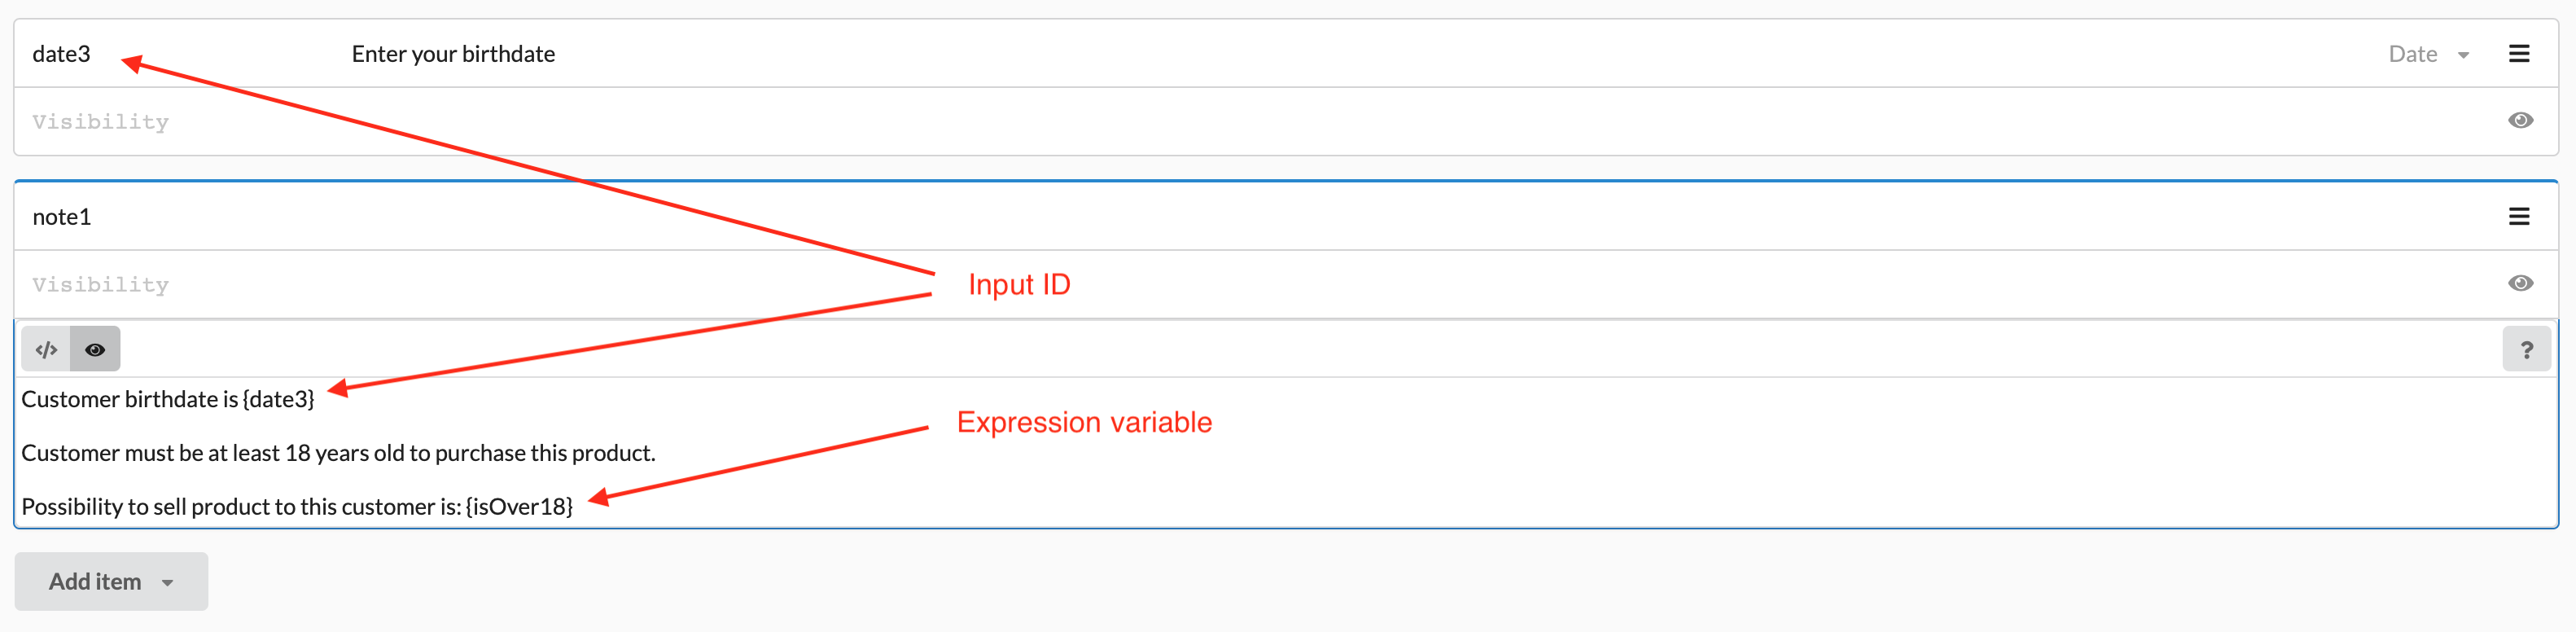 date3 Enter your birthdate Date
Visibility
note1
Input ID
Visibility
</> ?
Customer birthdate is {date3}
Expression variable
Customer must be at least 18 years old to purchase this product.
Possibility to sell product to this customer is: {isOver18}
Add item